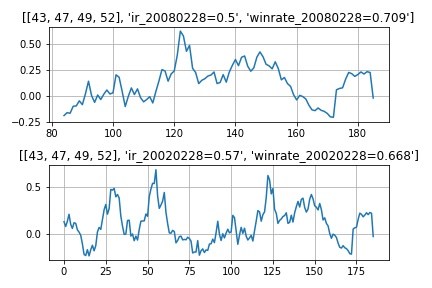 [[43, 47, 49, 52], 'ir_20080228=0.5', 'winrate_20080228=0.709']
0.50
0.25
0.00
−0.25
80 100 120 140 160 180
[[43, 47, 49, 52], 'ir_20020228=0.57', 'winrate_20020228=0.668']
0.5
0.0
0 25 50 75 100 125 150 175